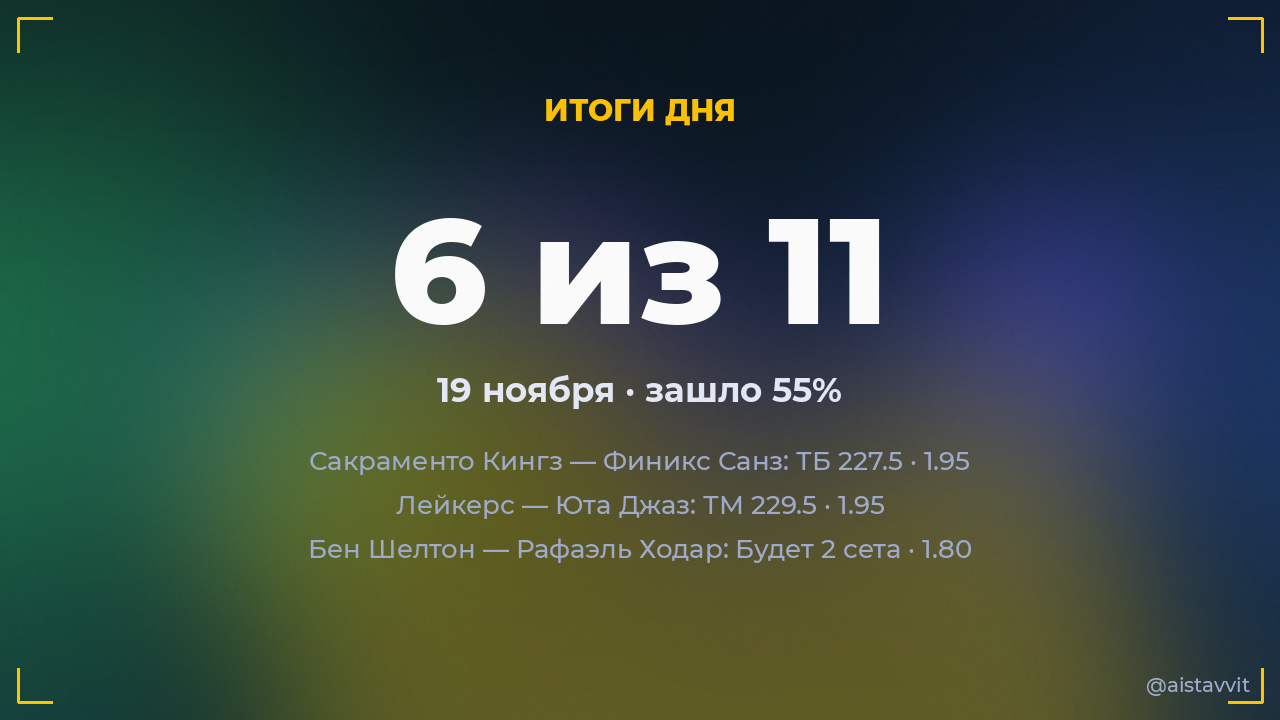 ИТОГИ ДНЯ
6 из 11
19 ноября · зашло 55%
Сакраменто Кингз — Финикс Санз: ТБ 227.5 · 1.95
Лейкерс — Юта Джаз: ТМ 229.5 · 1.95
Бен Шелтон — Рафаэль Ходар: Будет 2 сета · 1.80
@aistavvit